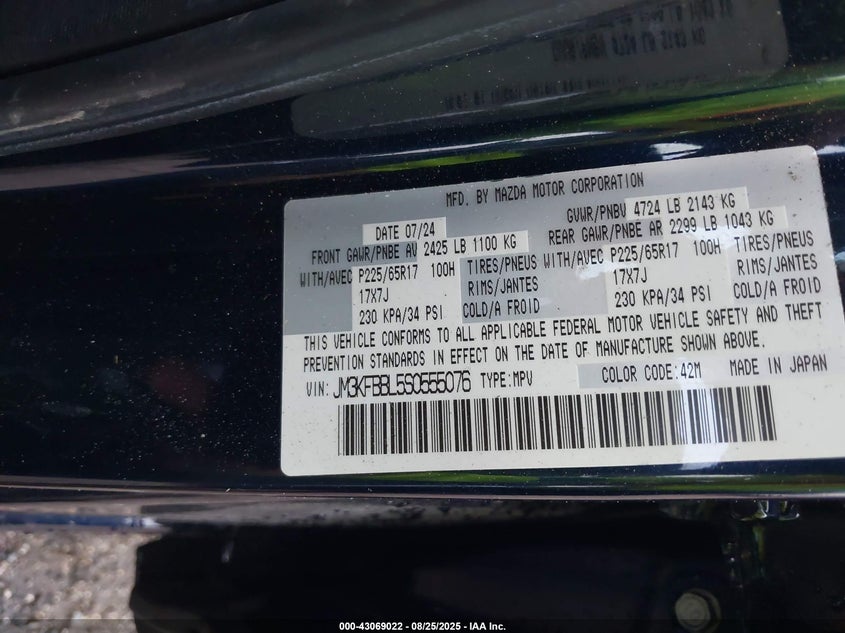 MFD. BY MAZDA MOTOR CORPORATION
DATE 07/24 GVWR/PNBV 4724 LB 2143 KG
FRONT GAWR/PNBE AV 2425 LB 1100 KG REAR GAWR/PNBE AR 2299 LB 1043 KG
WITH/AVEC P225/65R17 100H TIRES/PNEUS WITH/AVEC P225/65R17 100H TIRES/PNEUS
17X7J RIMS/JANTES 17X7J RIMS/JANTES
230 KPA/34 PSI COLD/A FROID 230 KPA/34 PSI COLD/A FROID
THIS VEHICLE CONFORMS TO ALL APPLICABLE FEDERAL MOTOR VEHICLE SAFETY AND THEFT
PREVENTION STANDARDS IN EFFECT ON THE DATE OF MANUFACTURE SHOWN ABOVE.
VIN: JM3KFBBL5S0555076 TYPE:MPV COLOR CODE:42M MADE IN JAPAN
000-43069022 - 08/25/2025 - IAA Inc.